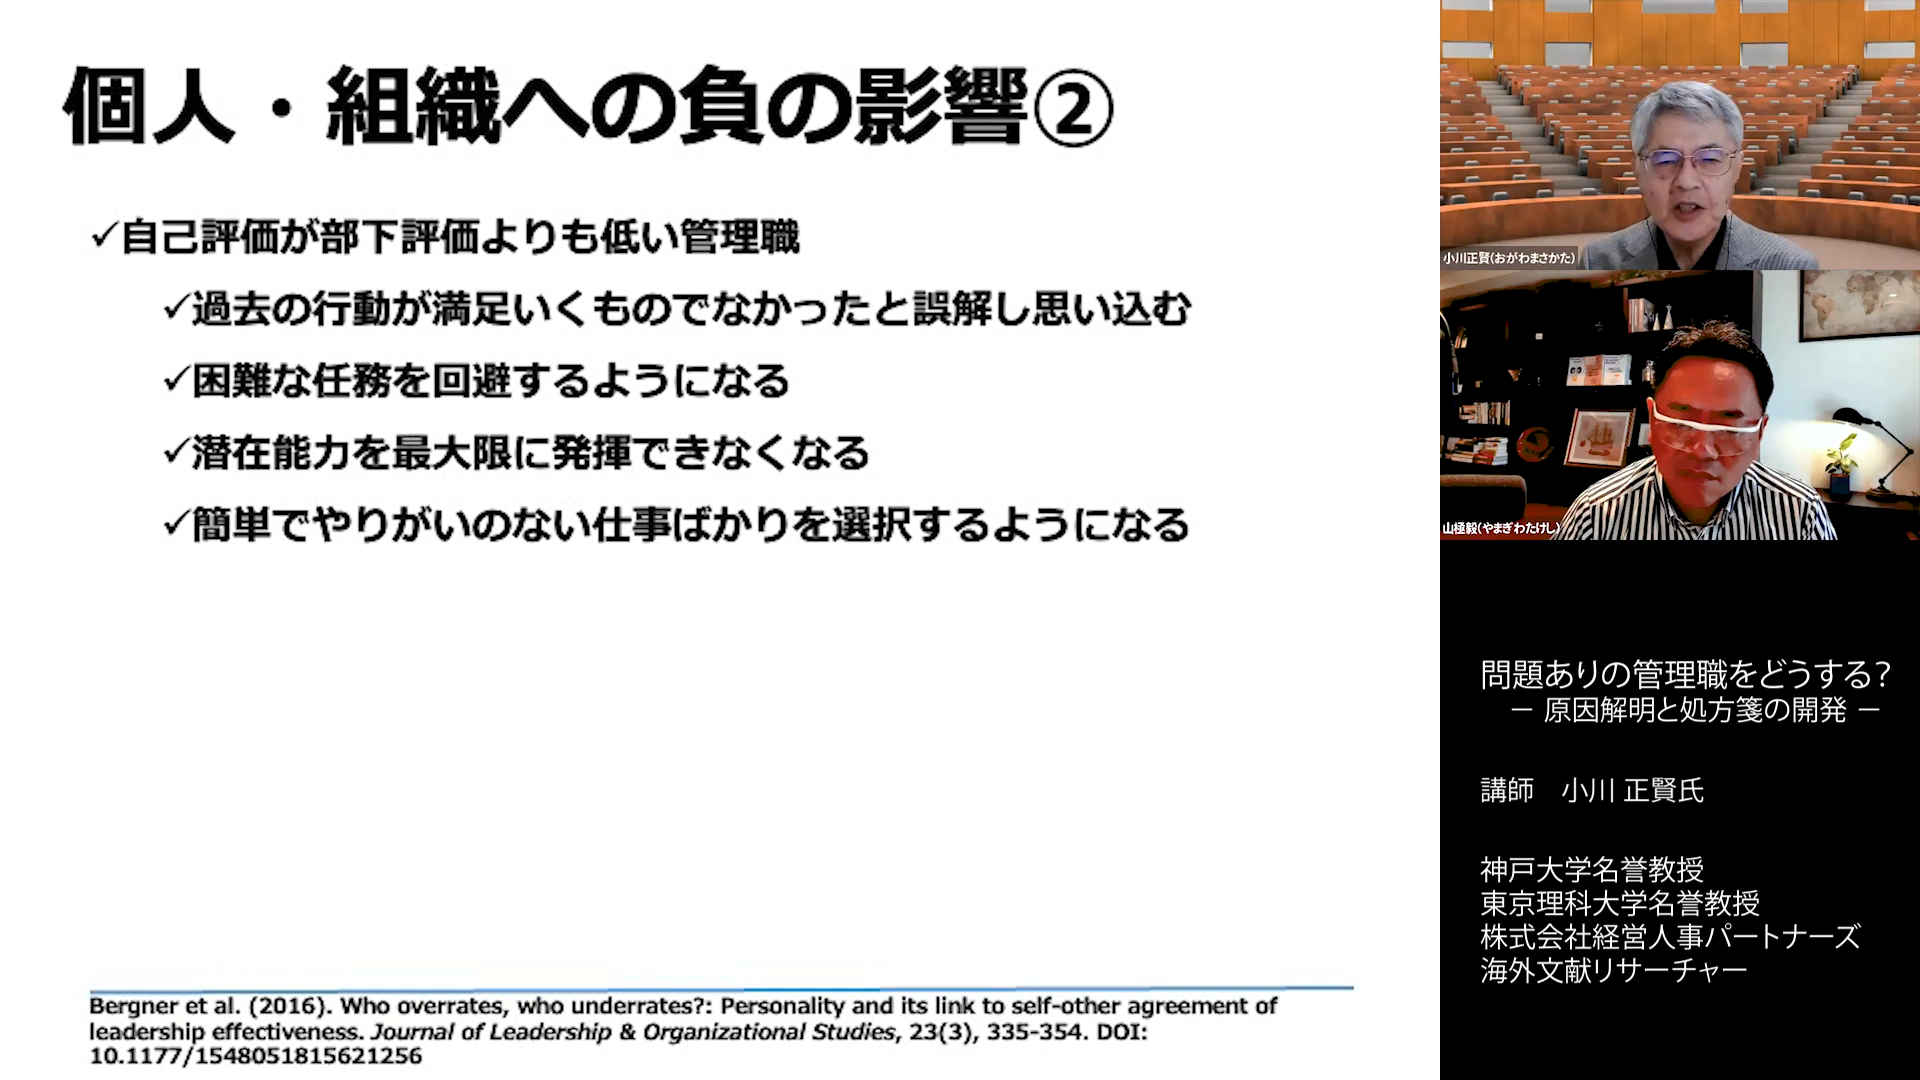 個人・組織への負の影響②
✓自己評価が部下評価よりも低い管理職
✓過去の行動が満足いくものでなかったと誤解し思い込む
✓困難な任務を回避するようになる
✓潜在能力を最大限に発揮できなくなる
✓簡単でやりがいのない仕事ばかりを選択するようになる
Bergner et al. (2016). Who overrates, who underrates?: Personality and its link to self-other agreement of
leadership effectiveness. Journal of Leadership & Organizational Studies, 23(3), 335-354. DOI:
10.1177/1548051815621256
小川正賢(おがわまさかた)
山極毅(やまぎわたけし)
問題ありの管理職をどうする?
― 原因解明と処方箋の開発 ―
講師　小川 正賢氏
神戸大学名誉教授
東京理科大学名誉教授
株式会社経営人事パートナーズ
海外文献リサーチャー